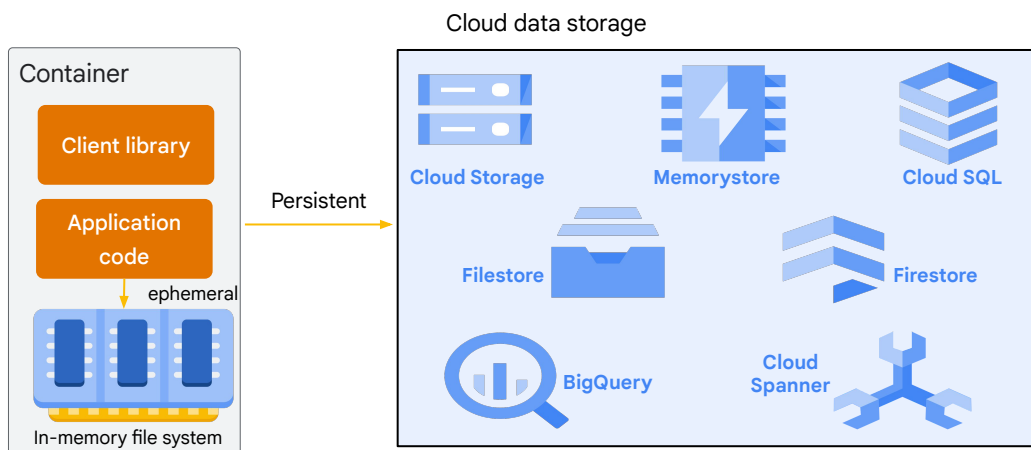 Cloud data storage
Container
Client library
Application
code
ephemeral
In-memory file system
Persistent
Cloud Storage
Memorystore
Cloud SQL
Filestore
Firestore
BigQuery
Cloud
Spanner